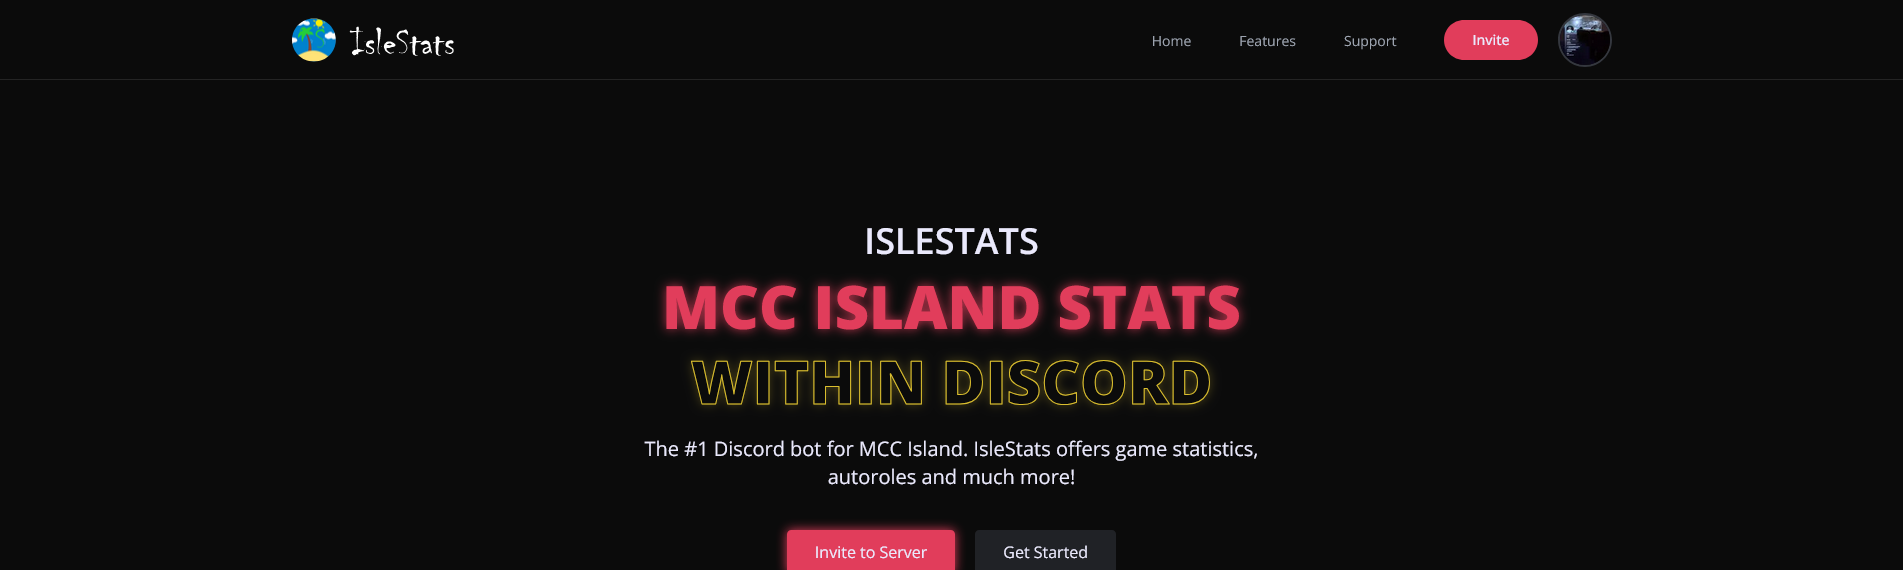 IsleStats
Home
Features
Support
Invite
ISLESTATS
MCC ISLAND STATS
WITHIN DISCORD
The #1 Discord bot for MCC Island. IsleStats offers game statistics,
autoroles and much more!
Invite to Server
Get Started